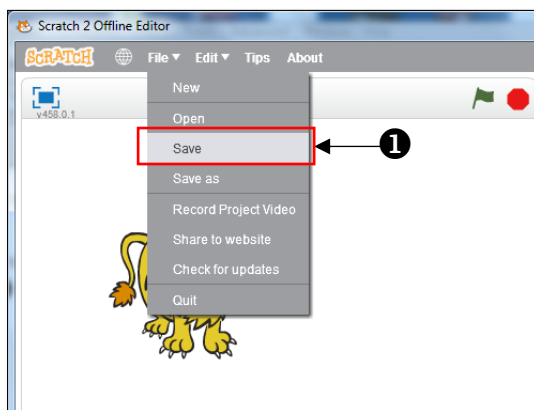 Scratch 2 Offline Editor
SCRATCH File Edit Tips About
v458.0.1
New
Open
Save
1
Save as
Record Project Video
Share to website
Check for updates
Quit